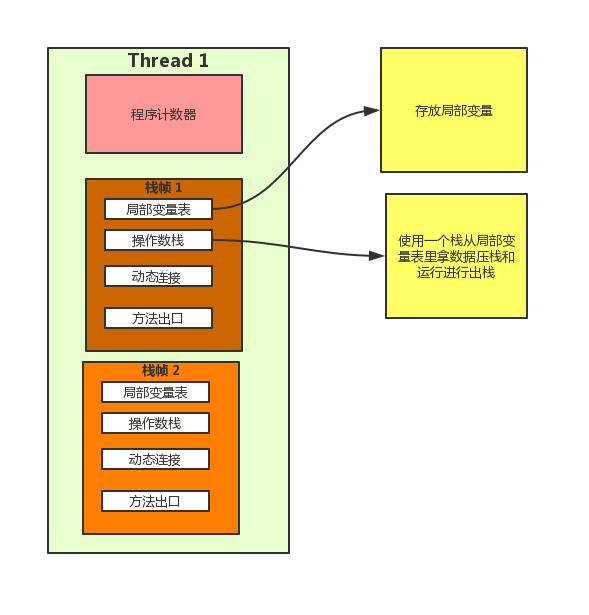 Thread 1
程序计数器
栈帧 1
局部变量表
操作数栈
动态连接
方法出口
栈帧 2
局部变量表
操作数栈
动态连接
方法出口
存放局部变量
使用一个栈从局部变
量表里拿数据压栈和
运行进行出栈